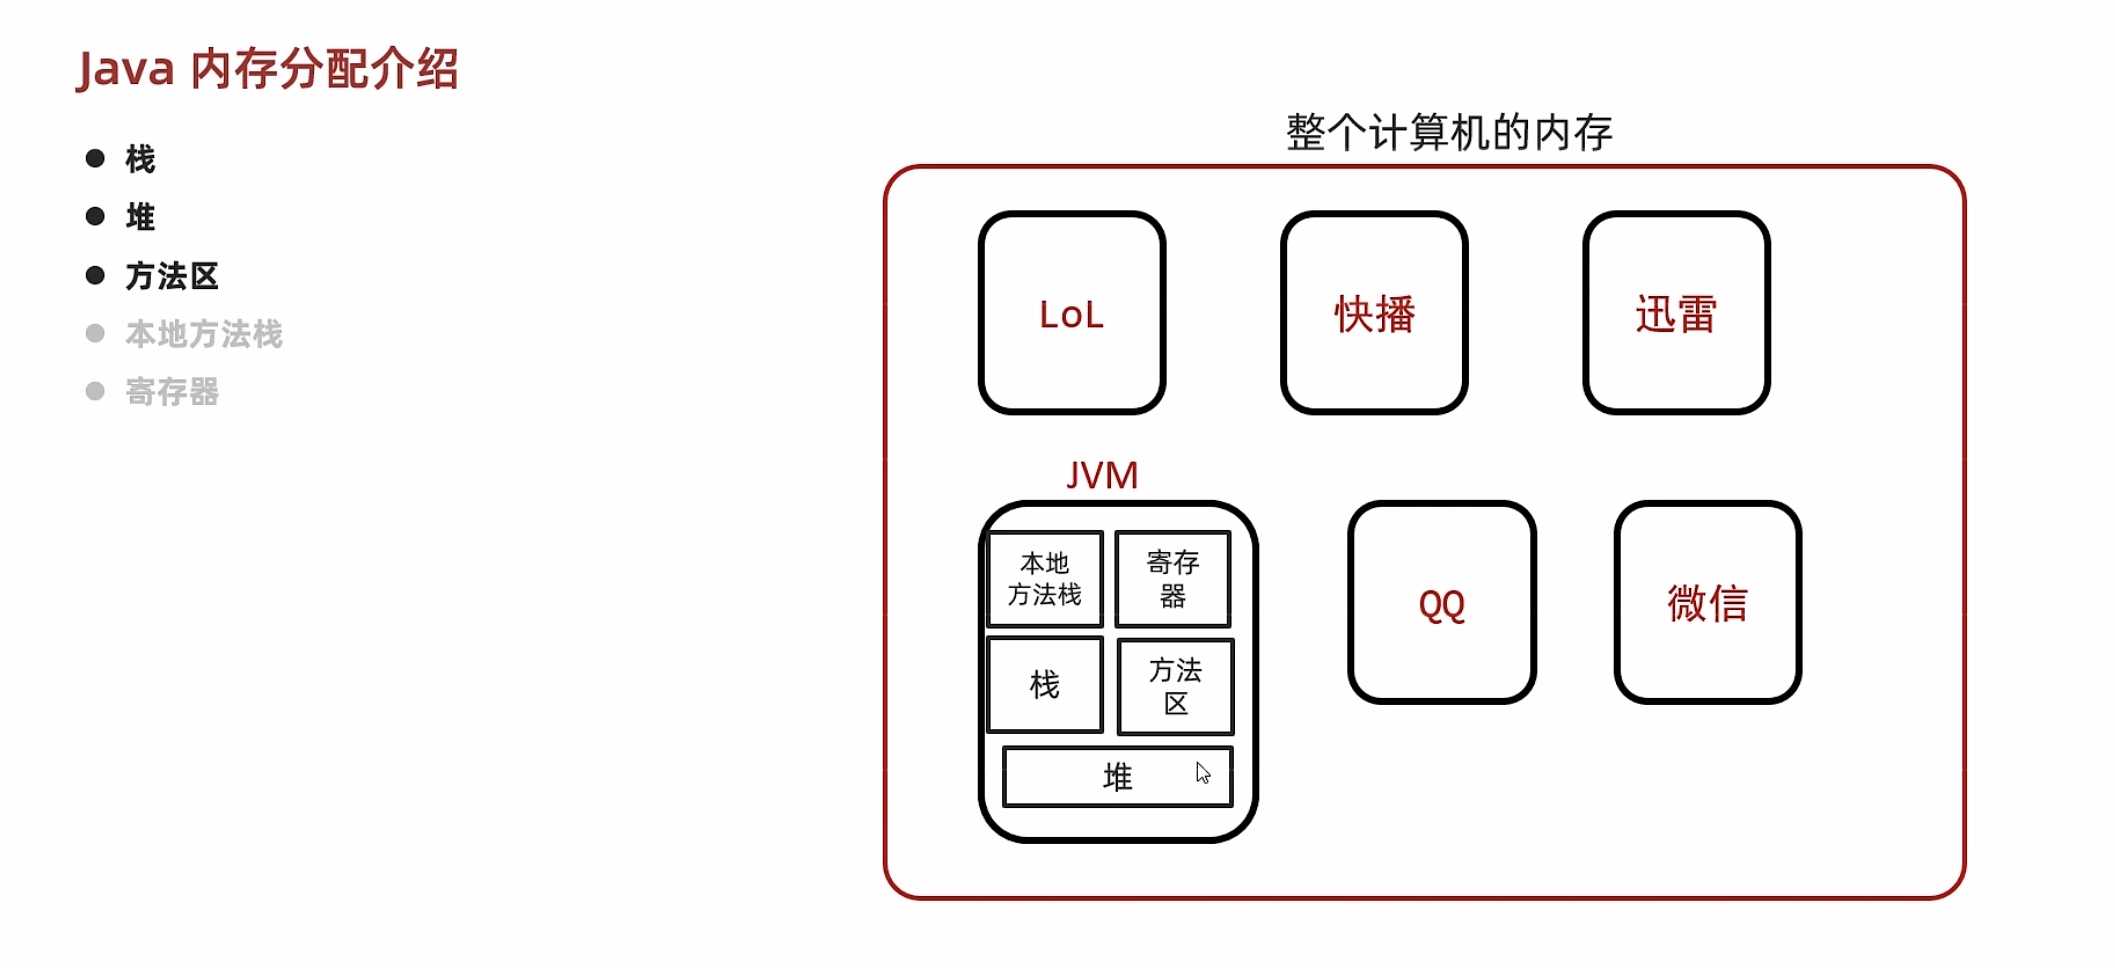 Java 内存分配介绍
栈
堆
方法区
本地方法栈
寄存器
整个计算机的内存
LoL
快播
迅雷
JVM
本地
方法栈
寄存
器
栈
方法
区
堆
QQ
微信